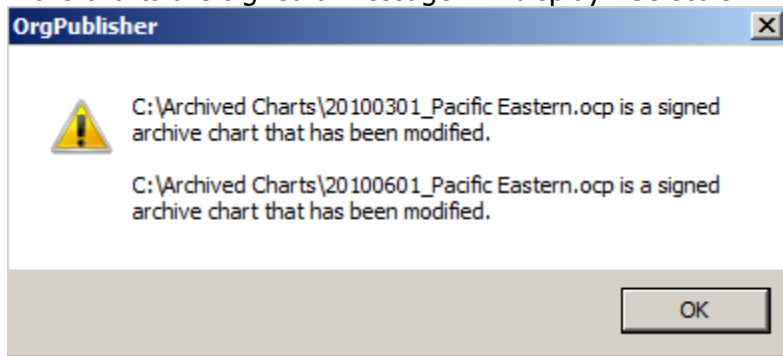 OrgPublisher
C:\Archived Charts\20100301_Pacific Eastern.ocp is a signed
archive chart that has been modified.
C:\Archived Charts\20100601_Pacific Eastern.ocp is a signed
archive chart that has been modified.
OK